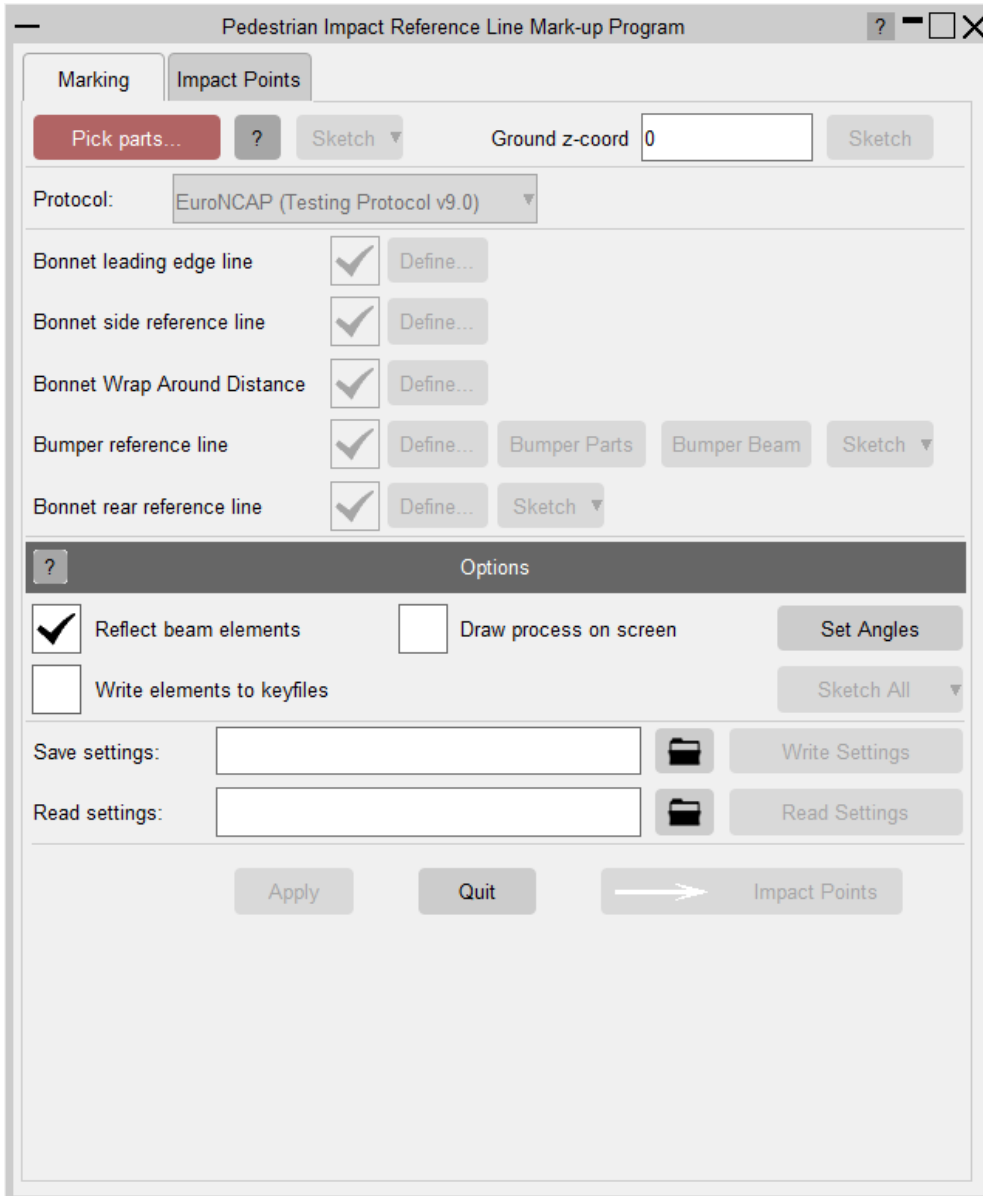 Pedestrian Impact Reference Line Mark-up Program ?
Marking Impact Points
Pick parts... ? Sketch Ground z-coord 0 Sketch
Protocol: EuroNCAP (Testing Protocol v9.0)
Bonnet leading edge line Define...
Bonnet side reference line Define...
Bonnet Wrap Around Distance Define...
Bumper reference line Define... Bumper Parts Bumper Beam Sketch
Bonnet rear reference line Define... Sketch
? Options
Reflect beam elements Draw process on screen Set Angles
Write elements to keyfiles Sketch All
Save settings: Write Settings
Read settings: Read Settings
Apply Quit Impact Points